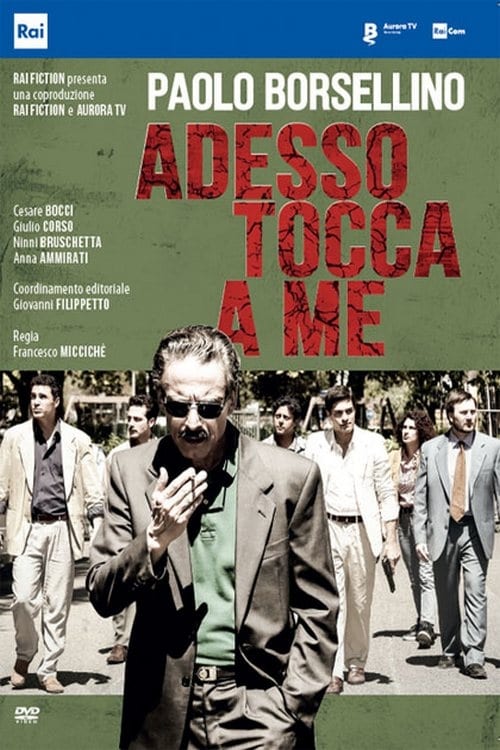 Rai
Aurora TV
Rai Com
RAI FICTION presenta
una coproduzione
RAI FICTION e AURORA TV
PAOLO BORSELLINO
ADESSO
TOCCA
A ME
Cesare BOCCI
Giulio CORSO
Ninni BRUSCHETTA
Anna AMMIRATI
Coordinamento editoriale
Giovanni FILIPPETTO
Regia
Francesco MICCICHÈ
DVD
VIDEO